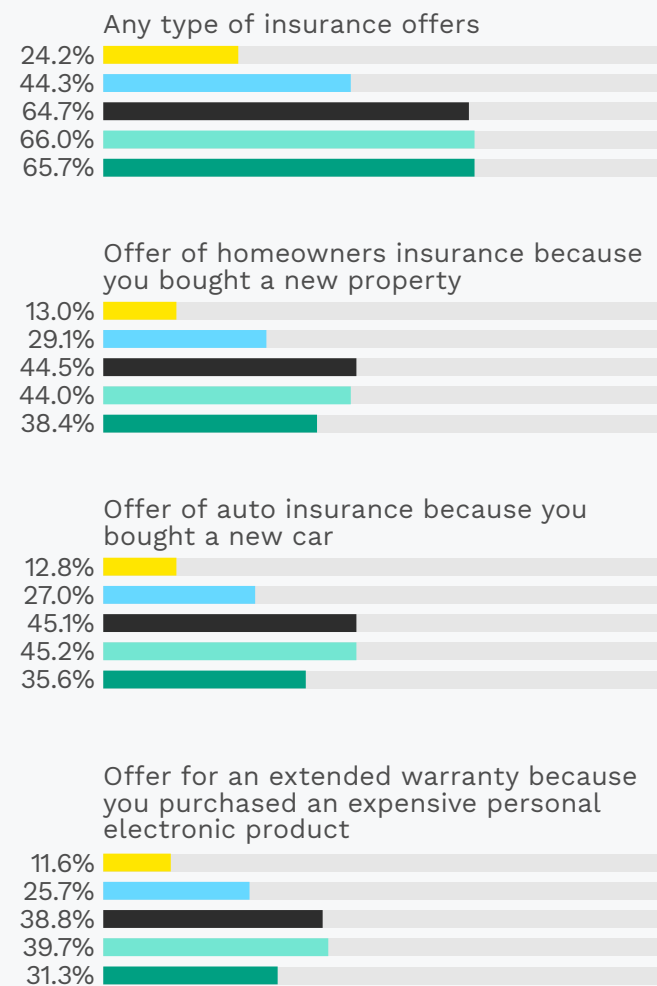 Any type of insurance offers
24.2%
44.3%
64.7%
66.0%
65.7%
Offer of homeowners insurance because
you bought a new property
13.0%
29.1%
44.5%
44.0%
38.4%
Offer of auto insurance because you
bought a new car
12.8%
27.0%
45.1%
45.2%
35.6%
Offer for an extended warranty because
you purchased an expensive personal
electronic product
11.6%
25.7%
38.8%
39.7%
31.3%